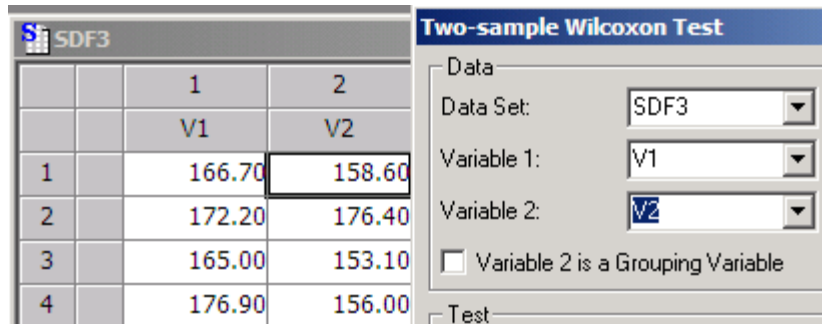 SDF3
1 2
V1 V2
1 166.70 158.60
2 172.20 176.40
3 165.00 153.10
4 176.90 156.00
Two-sample Wilcoxon Test
Data
Data Set: SDF3
Variable 1: V1
Variable 2: V2
Variable 2 is a Grouping Variable
Test